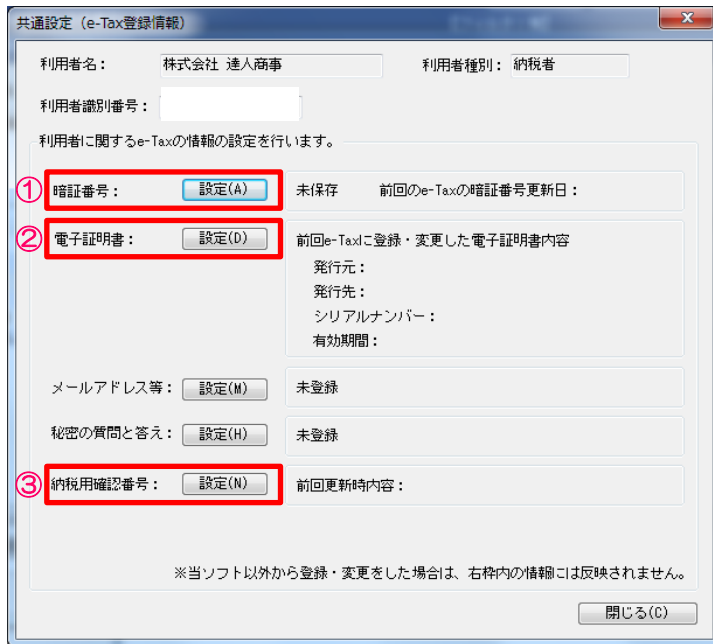 共通設定（e-Tax登録情報）
利用者名： 株式会社 達人商事 利用者種別： 納税者
利用者識別番号：
利用者に関するe-Taxの情報の設定を行います。
① 暗証番号： 設定(A) 未保存 前回のe-Taxの暗証番号更新日：
② 電子証明書： 設定(D) 前回e-Taxに登録・変更した電子証明書内容
発行元：
発行先：
シリアルナンバー：
有効期間：
メールアドレス等： 設定(M) 未登録
秘密の質問と答え： 設定(H) 未登録
③ 納税用確認番号： 設定(N) 前回更新時内容：
※当ソフト以外から登録・変更をした場合は、右枠内の情報には反映されません。
閉じる(C)